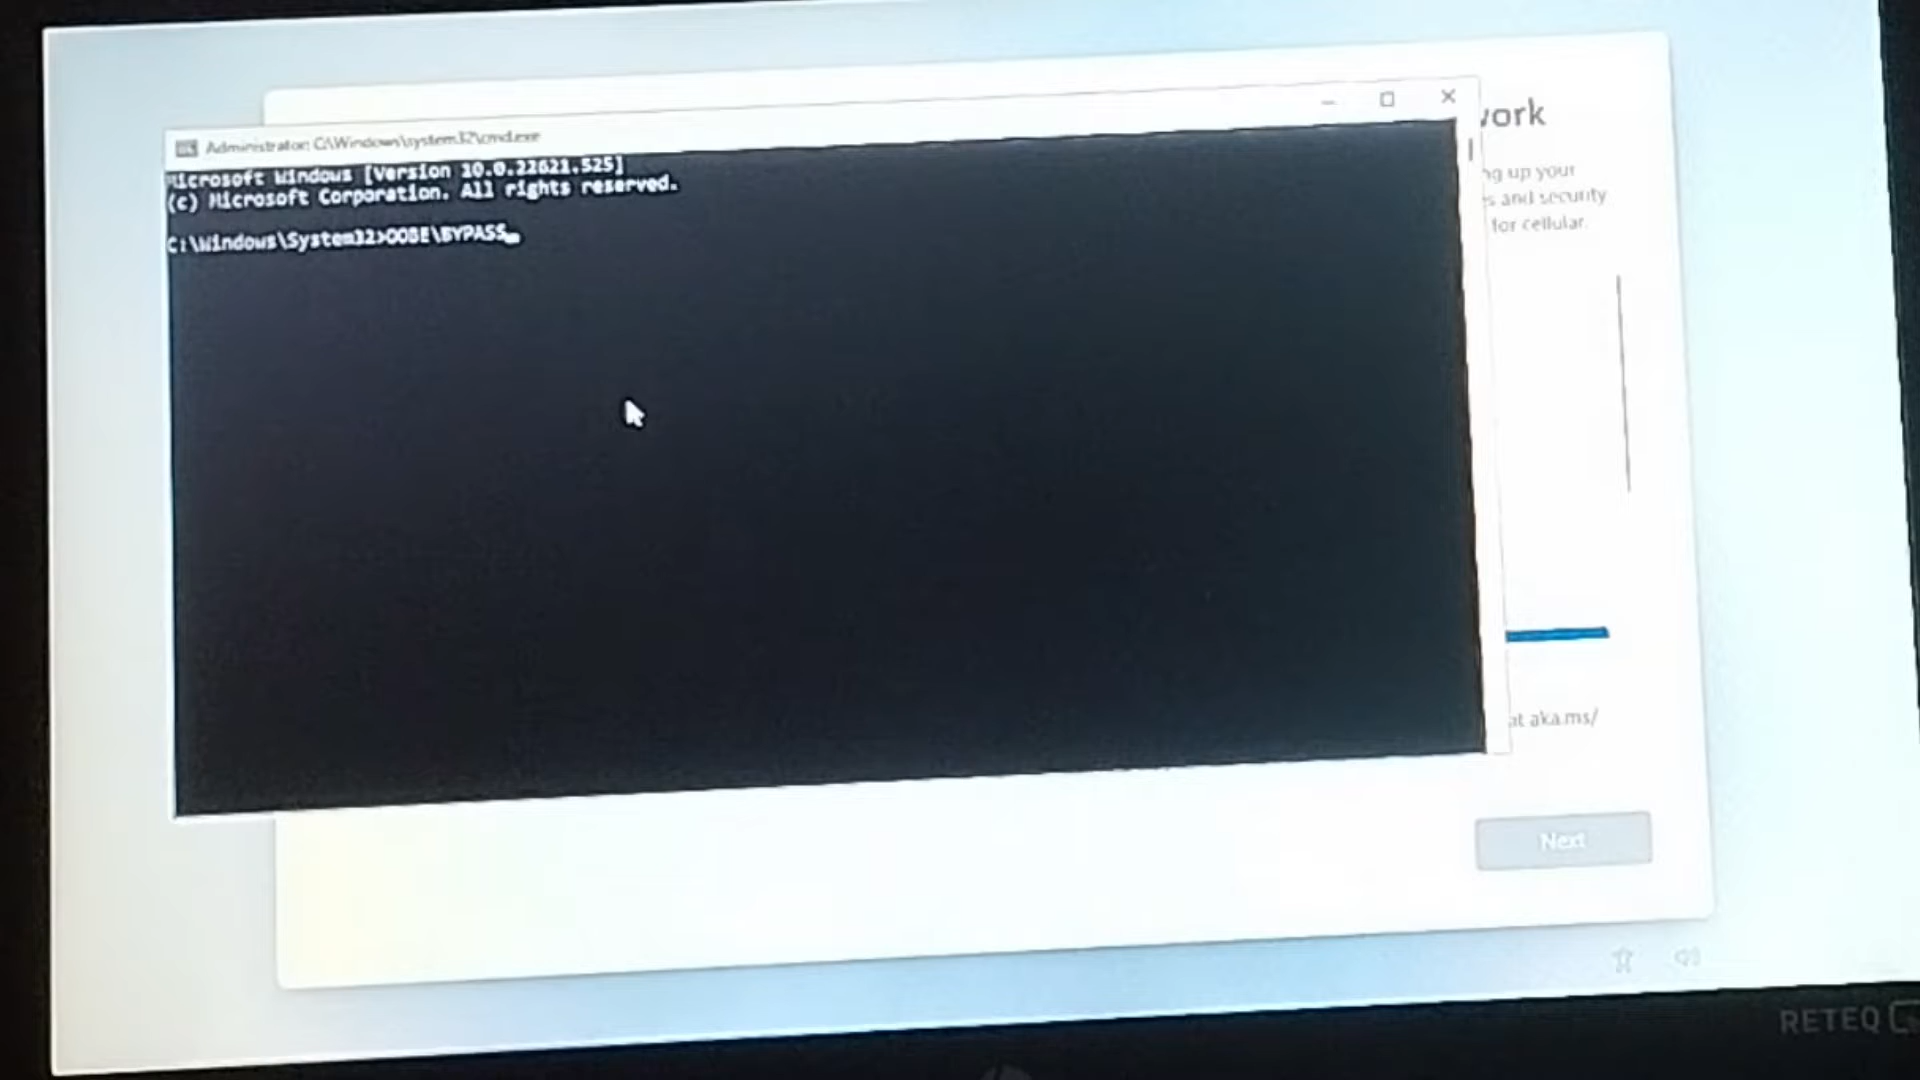 Administrator: C:\Windows\system32\cmd.exe
Microsoft Windows [Version 10.0.22621.525]
(c) Microsoft Corporation. All rights reserved.
C:\Windows\System32>OOBE\BYPASS_
work
ng up your
s and security
for cellular.
at aka.ms/
Next
RETEQ